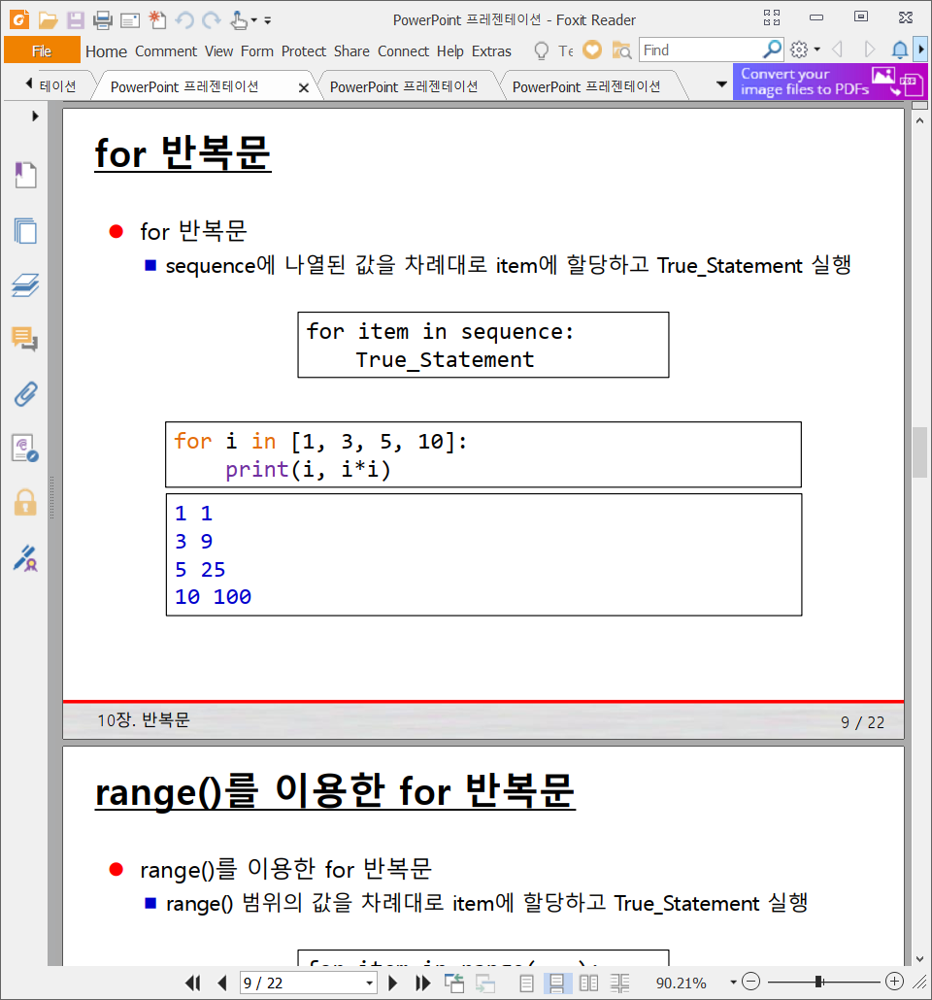 PowerPoint 프레젠테이션 - Foxit Reader
File Home Comment View Form Protect Share Connect Help Extras Te Find
테이션 PowerPoint 프레젠테이션 PowerPoint 프레젠테이션 PowerPoint 프레젠테이션
Convert your
image files to PDFs
for 반복문
for 반복문
sequence에 나열된 값을 차례대로 item에 할당하고 True_Statement 실행
for item in sequence:
    True_Statement
for i in [1, 3, 5, 10]:
    print(i, i*i)
1 1
3 9
5 25
10 100
10장. 반복문
9 / 22
range()를 이용한 for 반복문
range()를 이용한 for 반복문
range() 범위의 값을 차례대로 item에 할당하고 True_Statement 실행
9 / 22
90.21%